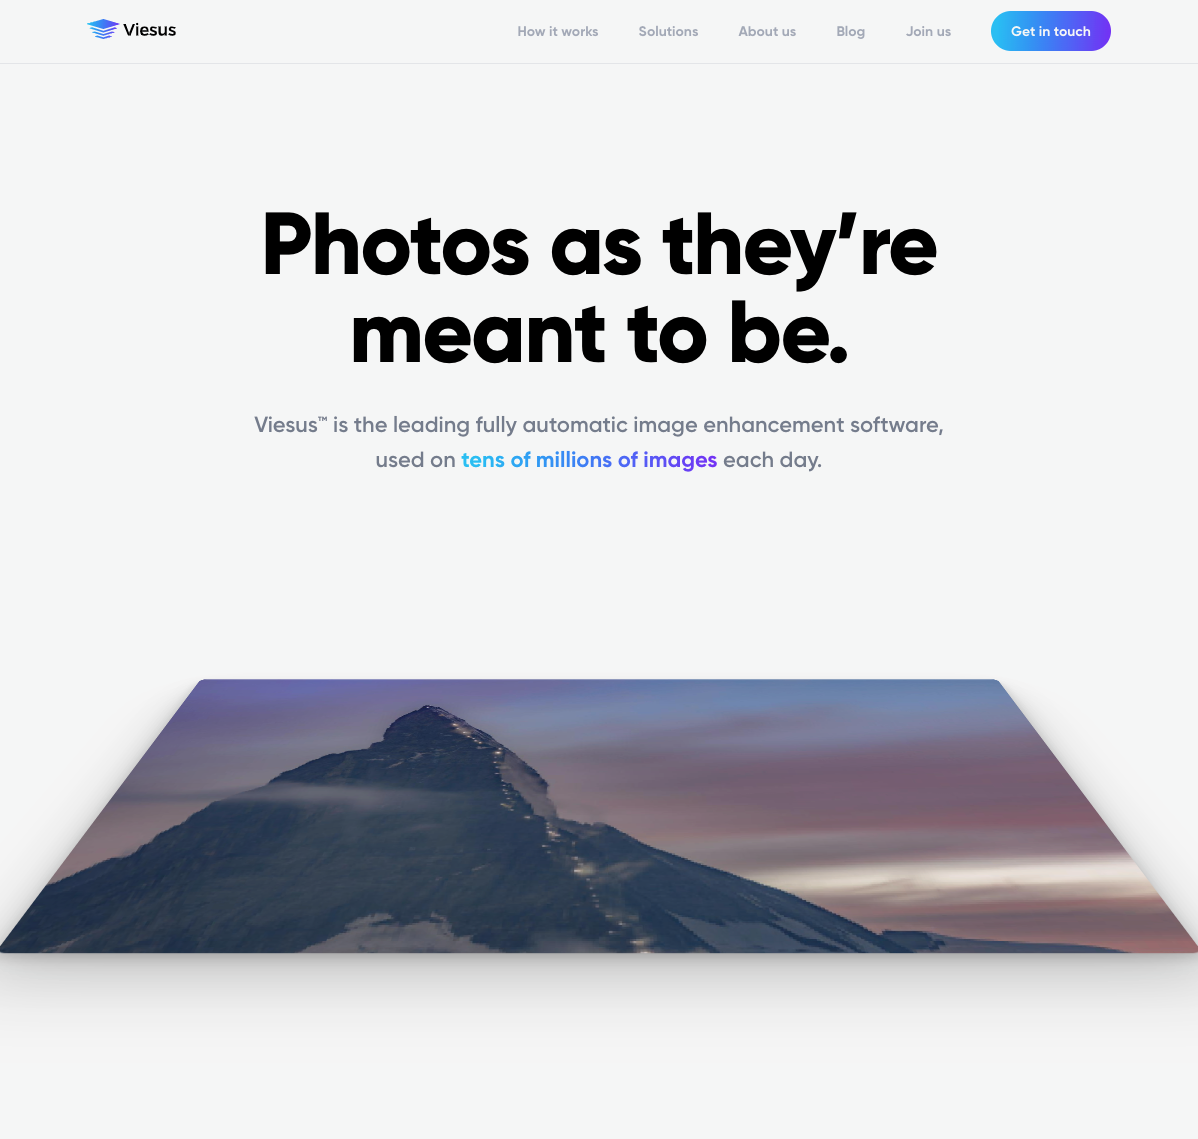 Viesus
How it works
Solutions
About us
Blog
Join us
Get in touch
Photos as they’re
meant to be.
Viesus™ is the leading fully automatic image enhancement software,
used on tens of millions of images each day.